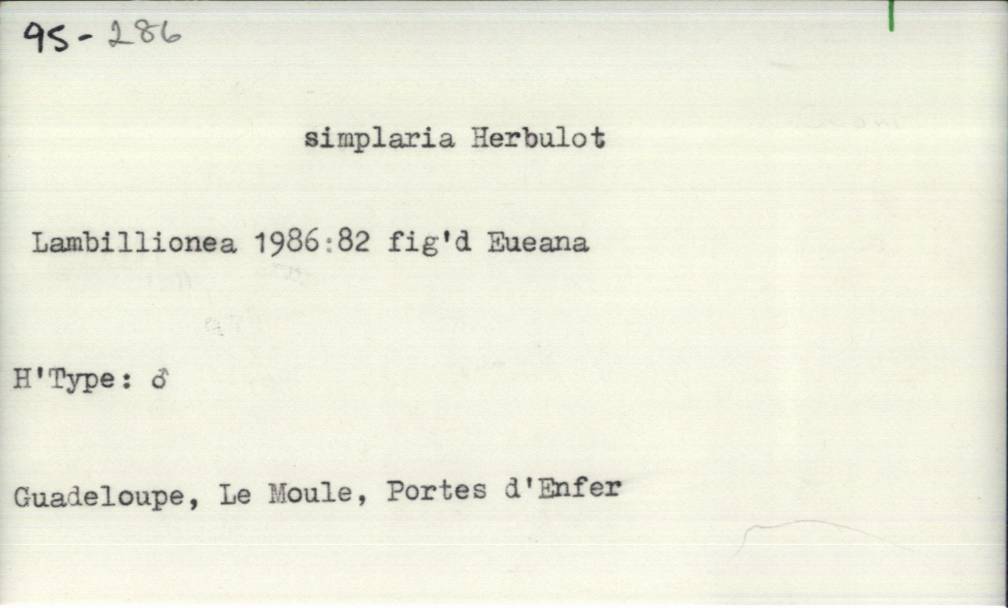 95-286
simplaria Herbulot
Lambillionea 1986:82 fig'd Eueana
H'Type: ♂
Guadeloupe, Le Moule, Portes d'Enfer